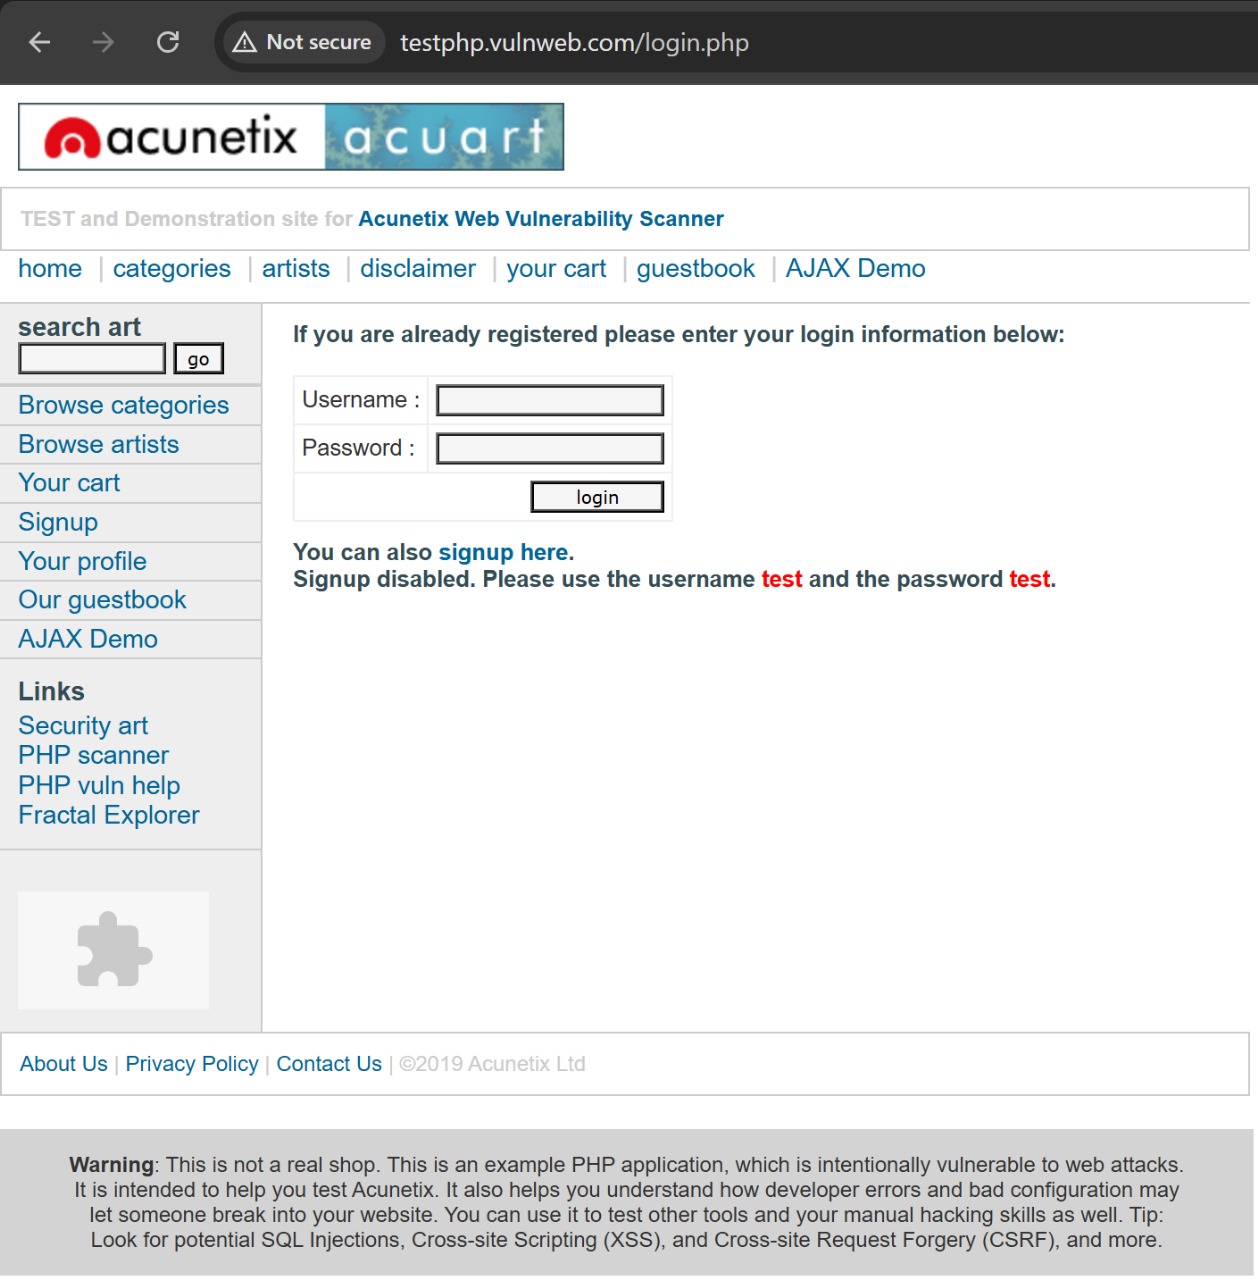 Not secure testphp.vulnweb.com/login.php
acunetix acuart
TEST and Demonstration site for Acunetix Web Vulnerability Scanner
home | categories | artists | disclaimer | your cart | guestbook | AJAX Demo
search art
go
Browse categories
Browse artists
Your cart
Signup
Your profile
Our guestbook
AJAX Demo
Links
Security art
PHP scanner
PHP vuln help
Fractal Explorer
If you are already registered please enter your login information below:
Username :
Password :
login
You can also signup here.
Signup disabled. Please use the username test and the password test.
About Us | Privacy Policy | Contact Us | ©2019 Acunetix Ltd
Warning: This is not a real shop. This is an example PHP application, which is intentionally vulnerable to web attacks.
It is intended to help you test Acunetix. It also helps you understand how developer errors and bad configuration may
let someone break into your website. You can use it to test other tools and your manual hacking skills as well. Tip:
Look for potential SQL Injections, Cross-site Scripting (XSS), and Cross-site Request Forgery (CSRF), and more.